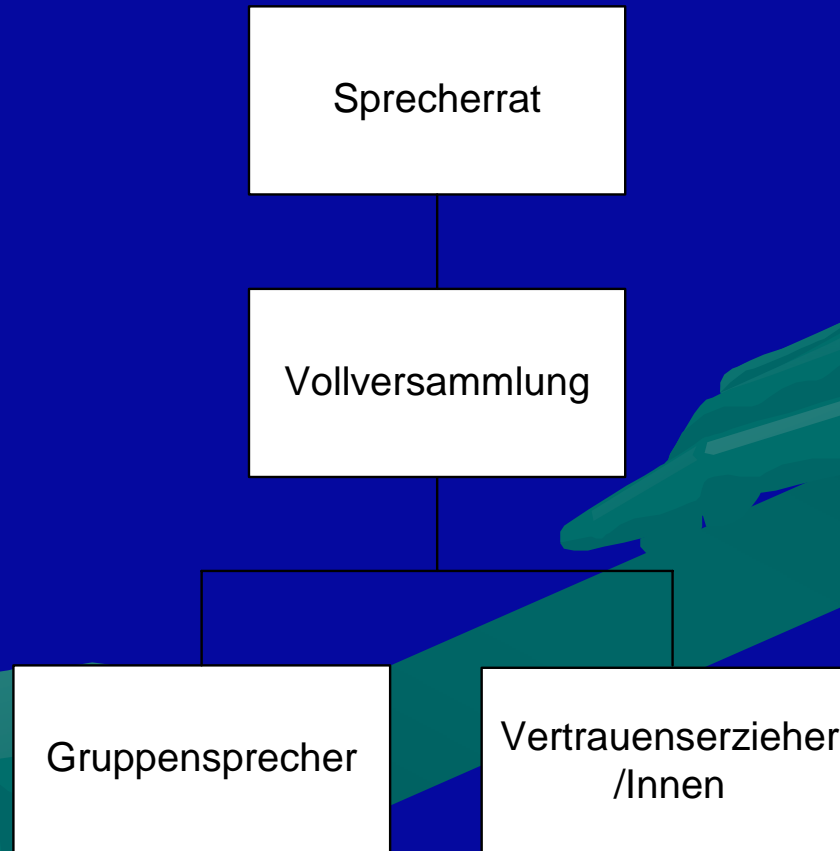 Sprecherrat
Vollversammlung
Gruppensprecher
Vertrauenserzieher
/Innen